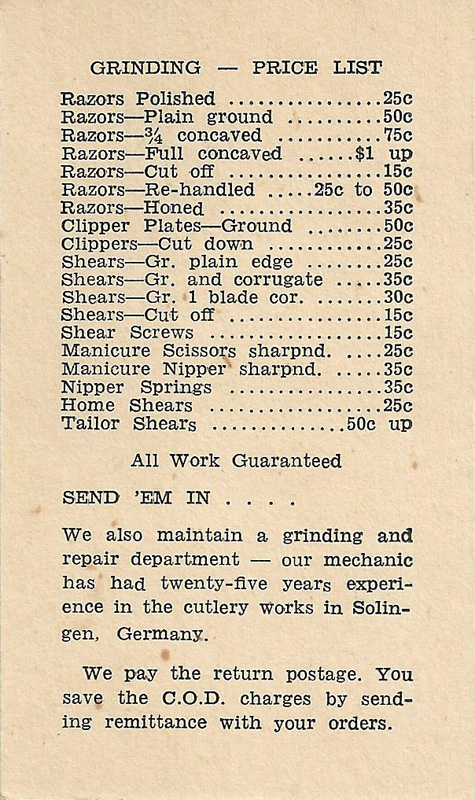 GRINDING — PRICE LIST
Razors Polished ................25c
Razors—Plain ground ...........50c
Razors—¾ concaved ...........75c
Razors—Full concaved ......$1 up
Razors—Cut off ................15c
Razors—Re-handled .....25c to 50c
Razors—Honed .................35c
Clipper Plates—Ground ........50c
Clippers—Cut down ............25c
Shears—Gr. plain edge ........25c
Shears—Gr. and corrugate .....35c
Shears—Gr. 1 blade cor. .......30c
Shears—Cut off ................15c
Shear Screws ..................15c
Manicure Scissors sharpnd. ....25c
Manicure Nipper sharpnd. .....35c
Nipper Springs ................35c
Home Shears ..................25c
Tailor Shears ..............50c up
All Work Guaranteed
SEND 'EM IN . . . .
We also maintain a grinding and
repair department — our mechanic
has had twenty-five years experi-
ence in the cutlery works in Solin-
gen, Germany.
We pay the return postage. You
save the C.O.D. charges by send-
ing remittance with your orders.